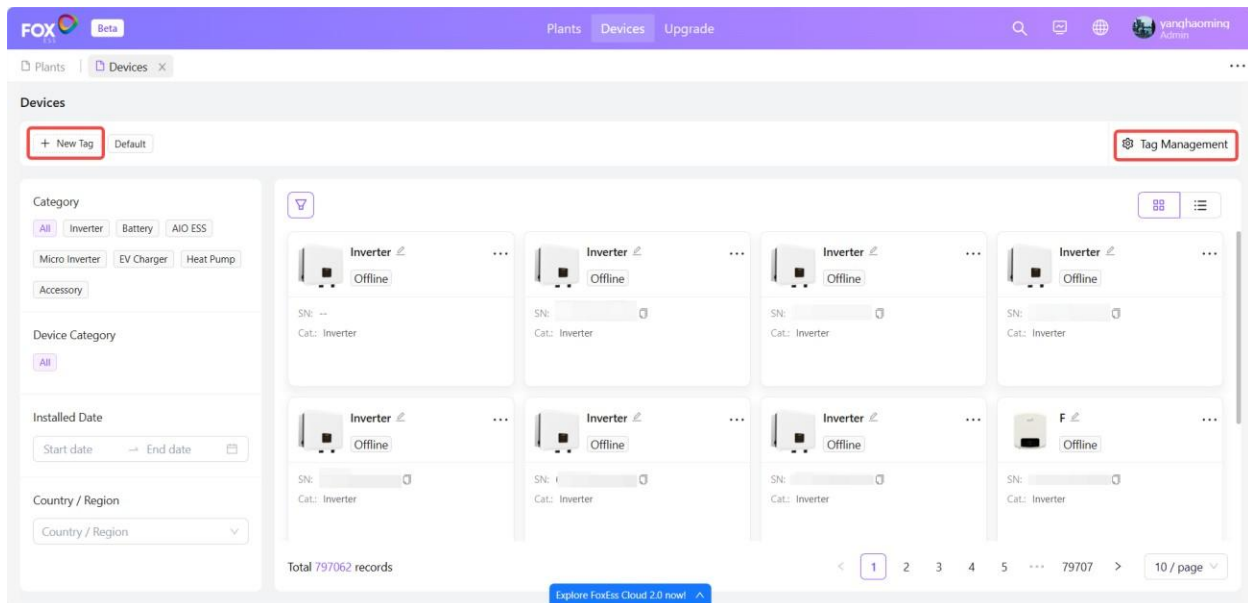 FOX ESS Beta Plants Devices Upgrade yanghaoming
Admin
Plants Devices
Devices
+ New Tag Default Tag Management
Category
All Inverter Battery AIO ESS
Micro Inverter EV Charger Heat Pump
Accessory
Device Category
All
Installed Date
Start date → End date
Country / Region
Country / Region
Inverter
Offline
SN: --
Cat.: Inverter
Inverter
Offline
SN:
Cat.: Inverter
Inverter
Offline
SN:
Cat.: Inverter
Inverter
Offline
SN:
Cat.: Inverter
Inverter
Offline
SN:
Cat.: Inverter
Inverter
Offline
SN:
Cat.: Inverter
Inverter
Offline
SN:
Cat.: Inverter
F
Offline
SN:
Cat.: Inverter
Total 797062 records < 1 2 3 4 5 ··· 79707 > 10 / page
Explore FoxEss Cloud 2.0 now!